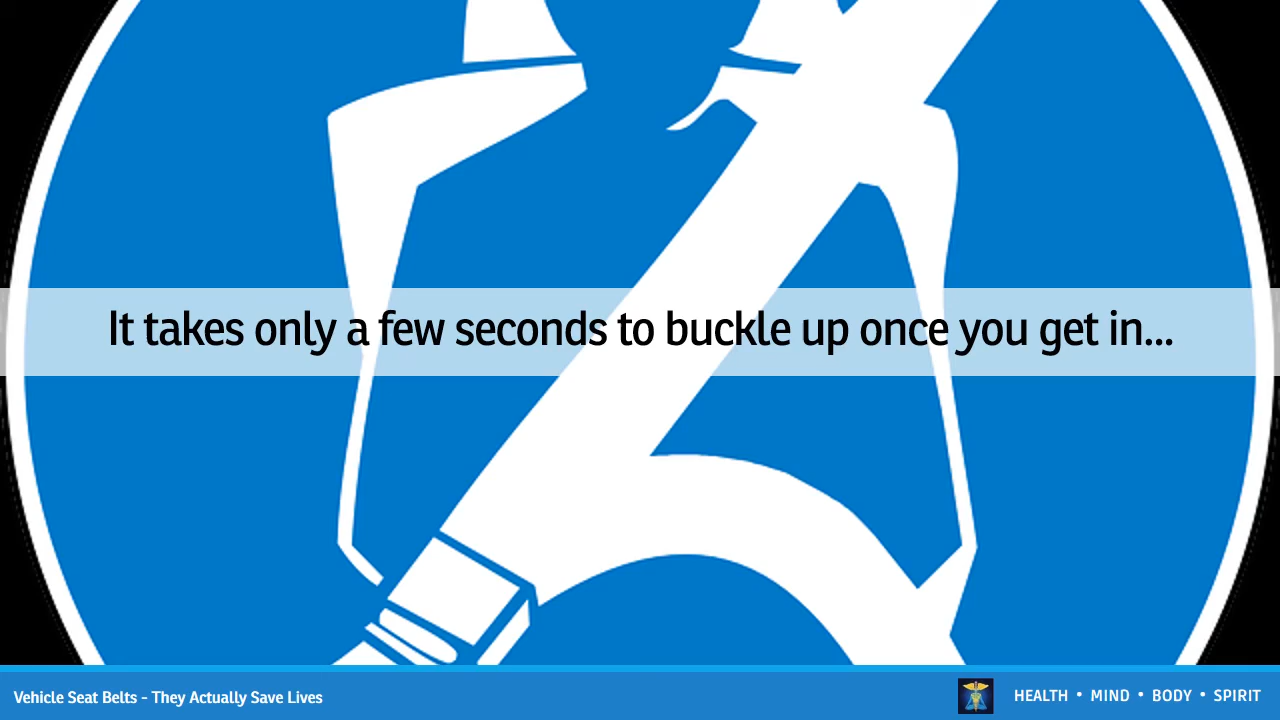 It takes only a few seconds to buckle up once you get in...
Vehicle Seat Belts - They Actually Save Lives
HEALTH • MIND • BODY • SPIRIT